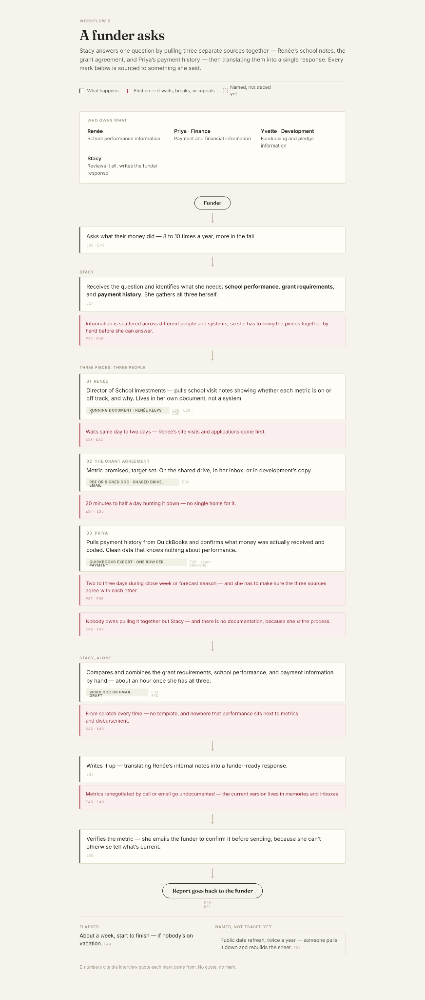 WORKFLOW 2
A funder asks
Stacy answers one question by pulling three separate sources together — Renée's school notes, the
grant agreement, and Priya's payment history — then translating them into a single response. Every
mark below is sourced to something she said.
What happens
Friction — it waits, breaks, or repeats
Named, not traced
yet
WHO OWNS WHAT
Renée
School performance information
Priya · Finance
Payment and financial information
Yvette · Development
Fundraising and pledge
information
Stacy
Reviews it all, writes the funder
response
Funder
Asks what their money did — 8 to 10 times a year, more in the fall
E26 · E45
STACY
Receives the question and identifies what she needs: school performance, grant requirements,
and payment history. She gathers all three herself.
E27
Information is scattered across different people and systems, so she has to bring the pieces together by
hand before she can answer.
E27 · E46
THREE PIECES, THREE PEOPLE
01 RENÉE
Director of School Investments — pulls school visit notes showing whether each metric is on or
off track, and why. Lives in her own document, not a system.
RUNNING DOCUMENT · RENÉE KEEPS
IT
E28 · E29 ·
E30
Waits same day to two days — Renée's site visits and applications come first.
E31 · E32
02 THE GRANT AGREEMENT
Metric promised, target set. On the shared drive, in her inbox, or in development's copy.
PDF OR SIGNED DOC · SHARED DRIVE,
EMAIL
E33
20 minutes to half a day hunting it down — no single home for it.
E34 · E35
03 PRIYA
Pulls payment history from QuickBooks and confirms what money was actually received and
coded. Clean data that knows nothing about performance.
QUICKBOOKS EXPORT · ONE ROW PER
PAYMENT
E36 · seam:
E08+E36
Two to three days during close week or forecast season — and she has to make sure the three sources
agree with each other.
E37 · E38
Nobody owns pulling it together but Stacy — and there is no documentation, because she is the process.
E46 · E47
STACY, ALONE
Compares and combines the grant requirements, school performance, and payment information
by hand — about an hour once she has all three.
WORD DOC OR EMAIL
DRAFT
E39 ·
E40
From scratch every time — no template, and nowhere that performance sits next to metrics
and disbursement.
E42 · E43
Writes it up — translating Renée's internal notes into a funder-ready response.
E41
Metrics renegotiated by call or email go undocumented — the current version lives in memories and inboxes.
E48 · E49
Verifies the metric — she emails the funder to confirm it before sending, because she can't
otherwise tell what's current.
E50
Report goes back to the funder
E26 ·
E41
ELAPSED
About a week, start to finish — if nobody's on
vacation. E44
NAMED, NOT TRACED YET
Public data refresh, twice a year — someone pulls
it down and rebuilds the sheet. E51
E-numbers cite the interview quote each mark came from. No quote, no mark.